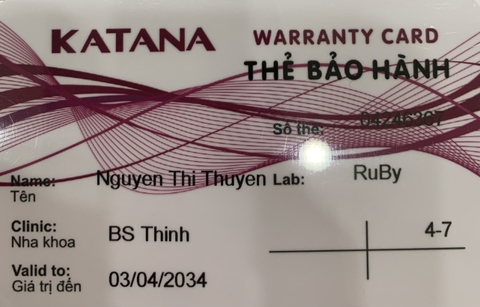 KATANA WARRANTY CARD
THẺ BẢO HÀNH
Số thẻ:
Name: Nguyen Thi Thuyen Lab: RuBy
Tên
Clinic: BS Thinh
Nha khoa
4-7
Valid to: 03/04/2034
Giá trị đến